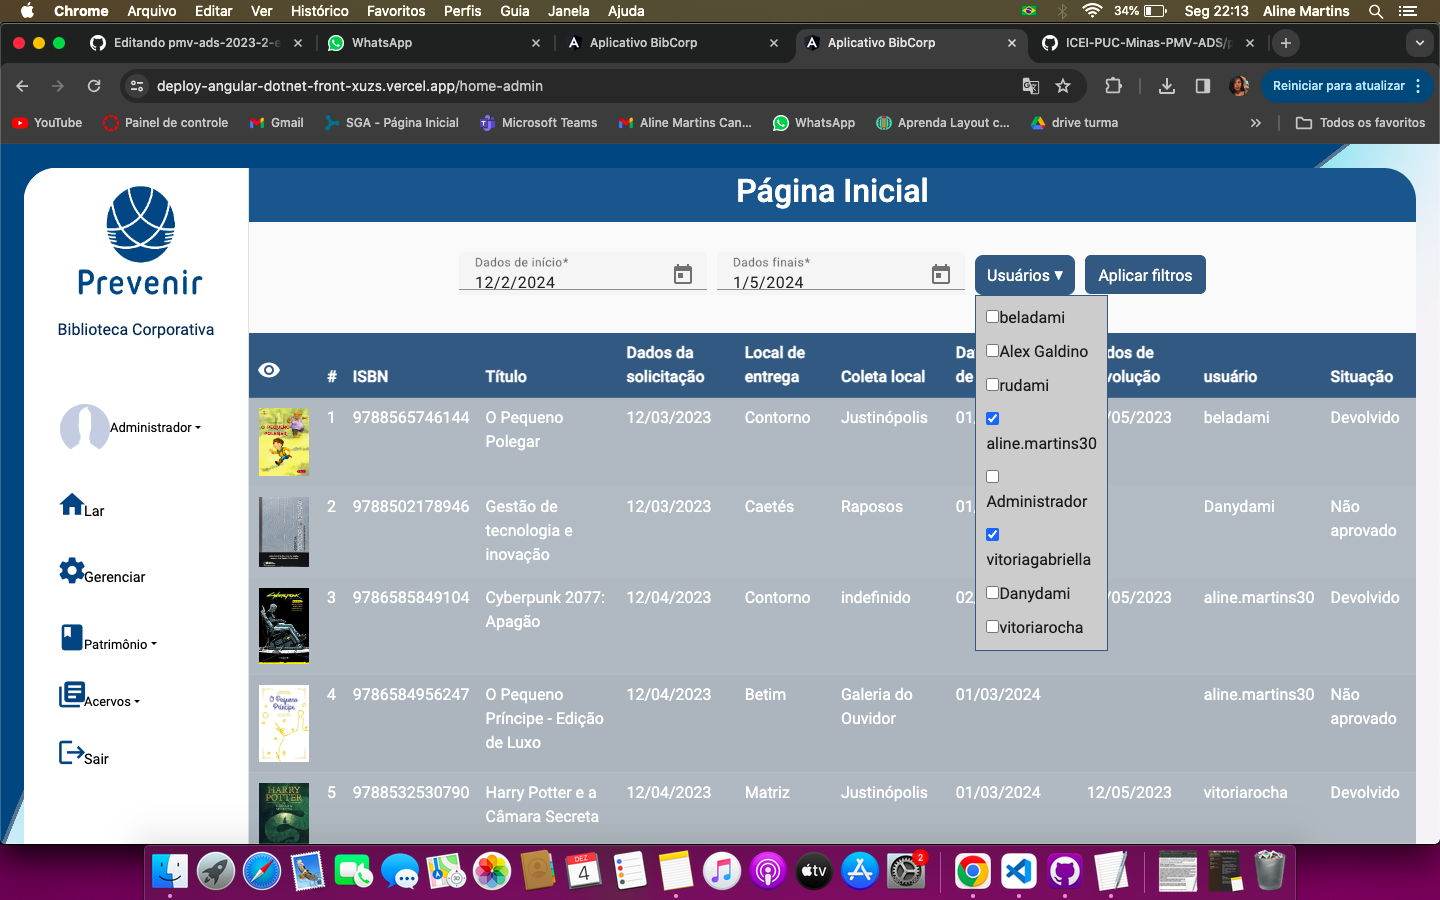 Chrome Arquivo Editar Ver Histórico Favoritos Perfis Guia Janela Ajuda 34% Seg 22:13 Aline Martins
Editando pmv-ads-2023-2-e
WhatsApp
Aplicativo BibCorp
Aplicativo BibCorp
ICEI-PUC-Minas-PMV-ADS/p
deploy-angular-dotnet-front-xuzs.vercel.app/home-admin
Reiniciar para atualizar
YouTube Painel de controle Gmail SGA - Página Inicial Microsoft Teams Aline Martins Can... WhatsApp Aprenda Layout c... drive turma » Todos os favoritos
Prevenir
Biblioteca Corporativa
Administrador
Lar
Gerenciar
Patrimônio
Acervos
Sair
Página Inicial
Dados de início*
12/2/2024
Dados finais*
1/5/2024
Usuários ▾
Aplicar filtros
beladami
Alex Galdino
rudami
aline.martins30
Administrador
vitoriagabriella
Danydami
vitoriarocha
# ISBN Título Dados da solicitação Local de entrega Coleta local usuário Situação
1 9788565746144 O Pequeno Polegar 12/03/2023 Contorno Justinópolis 01/ /05/2023 beladami Devolvido
2 9788502178946 Gestão de tecnologia e inovação 12/03/2023 Caetés Raposos 01/ Danydami Não aprovado
3 9786585849104 Cyberpunk 2077: Apagão 12/04/2023 Contorno indefinido 02/ /05/2023 aline.martins30 Devolvido
4 9786584956247 O Pequeno Príncipe - Edição de Luxo 12/04/2023 Betim Galeria do Ouvidor 01/03/2024 aline.martins30 Não aprovado
5 9788532530790 Harry Potter e a Câmara Secreta 12/04/2023 Matriz Justinópolis 01/03/2024 12/05/2023 vitoriarocha Devolvido
O PEQUENO POLEGAR
O Pequeno Príncipe
HARRY POTTER
DEZ
4
tv
2